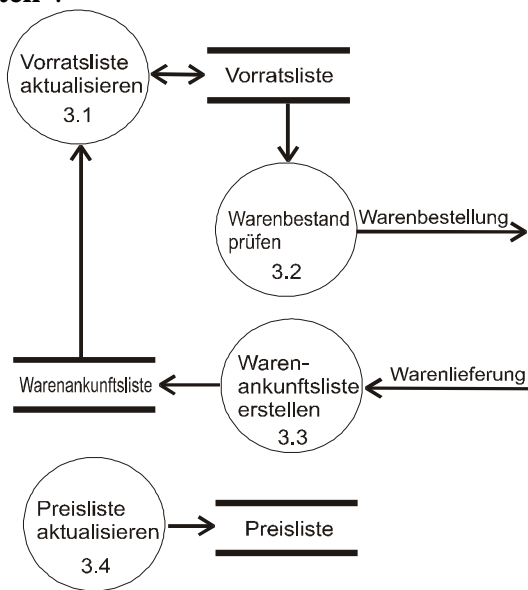 Vorratsliste
aktualisieren
3.1
Vorratsliste
Warenbestand
prüfen
3.2
Warenbestellung
Warenankunftsliste
Waren-
ankunftsliste
erstellen
3.3
Warenlieferung
Preisliste
aktualisieren
3.4
Preisliste